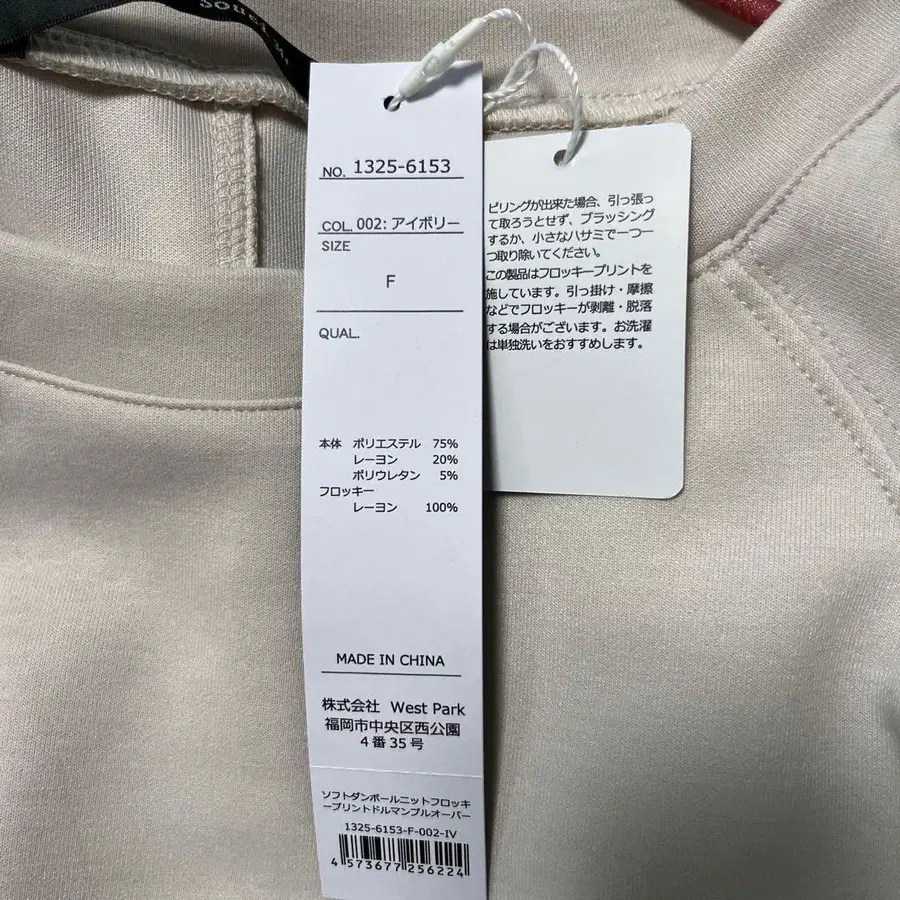 NO. 1325-6153
COL. 002: アイボリー
SIZE
F
QUAL.
本体 ポリエステル 75%
レーヨン 20%
ポリウレタン 5%
フロッキー
レーヨン 100%
MADE IN CHINA
株式会社 West Park
福岡市中央区西公園
4番35号
ソフトダンボールニットフロッキ
ープリントドルマンプルオーバー
1325-6153-F-002-IV
4 573677 256224
ピリングが出来た場合、引っ張っ
て取ろうとせず、ブラッシング
するか、小さなハサミで一つ一
つ取り除いてください。
この製品はフロッキープリントを
施しています。引っ掛け・摩擦
などでフロッキーが剥離・脱落
する場合がございます。お洗濯
は単独洗いをおすすめします。